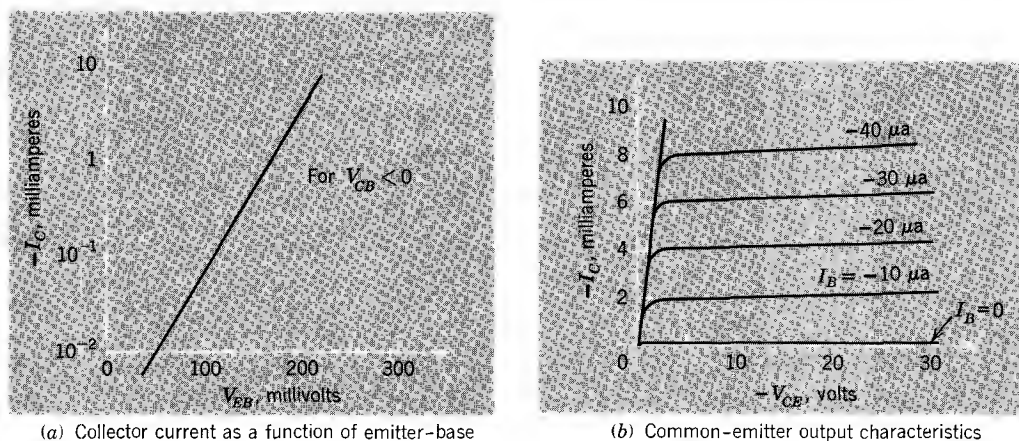 10
1
10⁻¹
10⁻²
−I_C, milliamperes
For V_CB < 0
0 100 200 300
V_EB, millivolts
(a) Collector current as a function of emitter-base
10
8
6
4
2
0
−I_C, milliamperes
−40 μa
−30 μa
−20 μa
I_B = −10 μa
I_B = 0
10 20 30
−V_CE, volts
(b) Common-emitter output characteristics